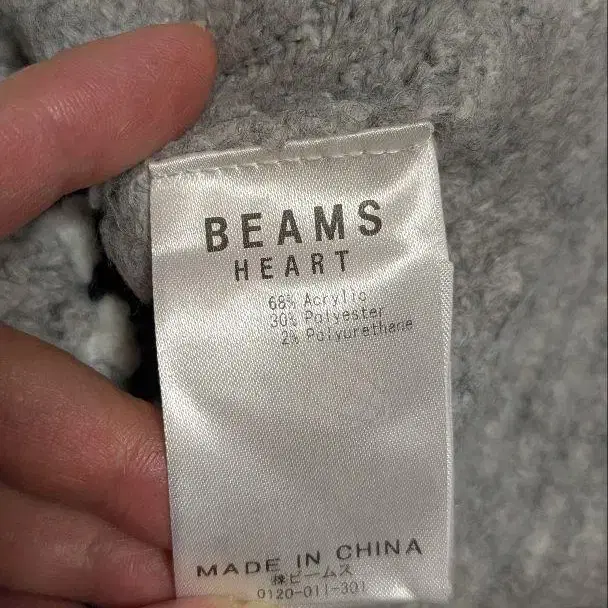 BEAMS
HEART
68% Acrylic
30% Polyester
2% Polyurethane
MADE IN CHINA
㈱ビームス
0120-011-301